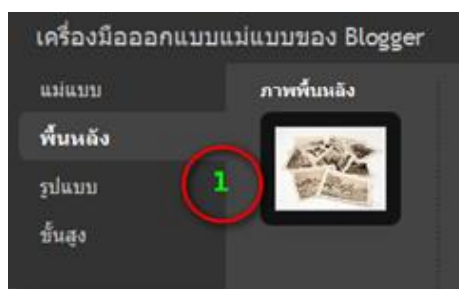 เครื่องมือออกแบบแม่แบบของ Blogger
แม่แบบ
พื้นหลัง
รูปแบบ
ขั้นสูง
ภาพพื้นหลัง
1